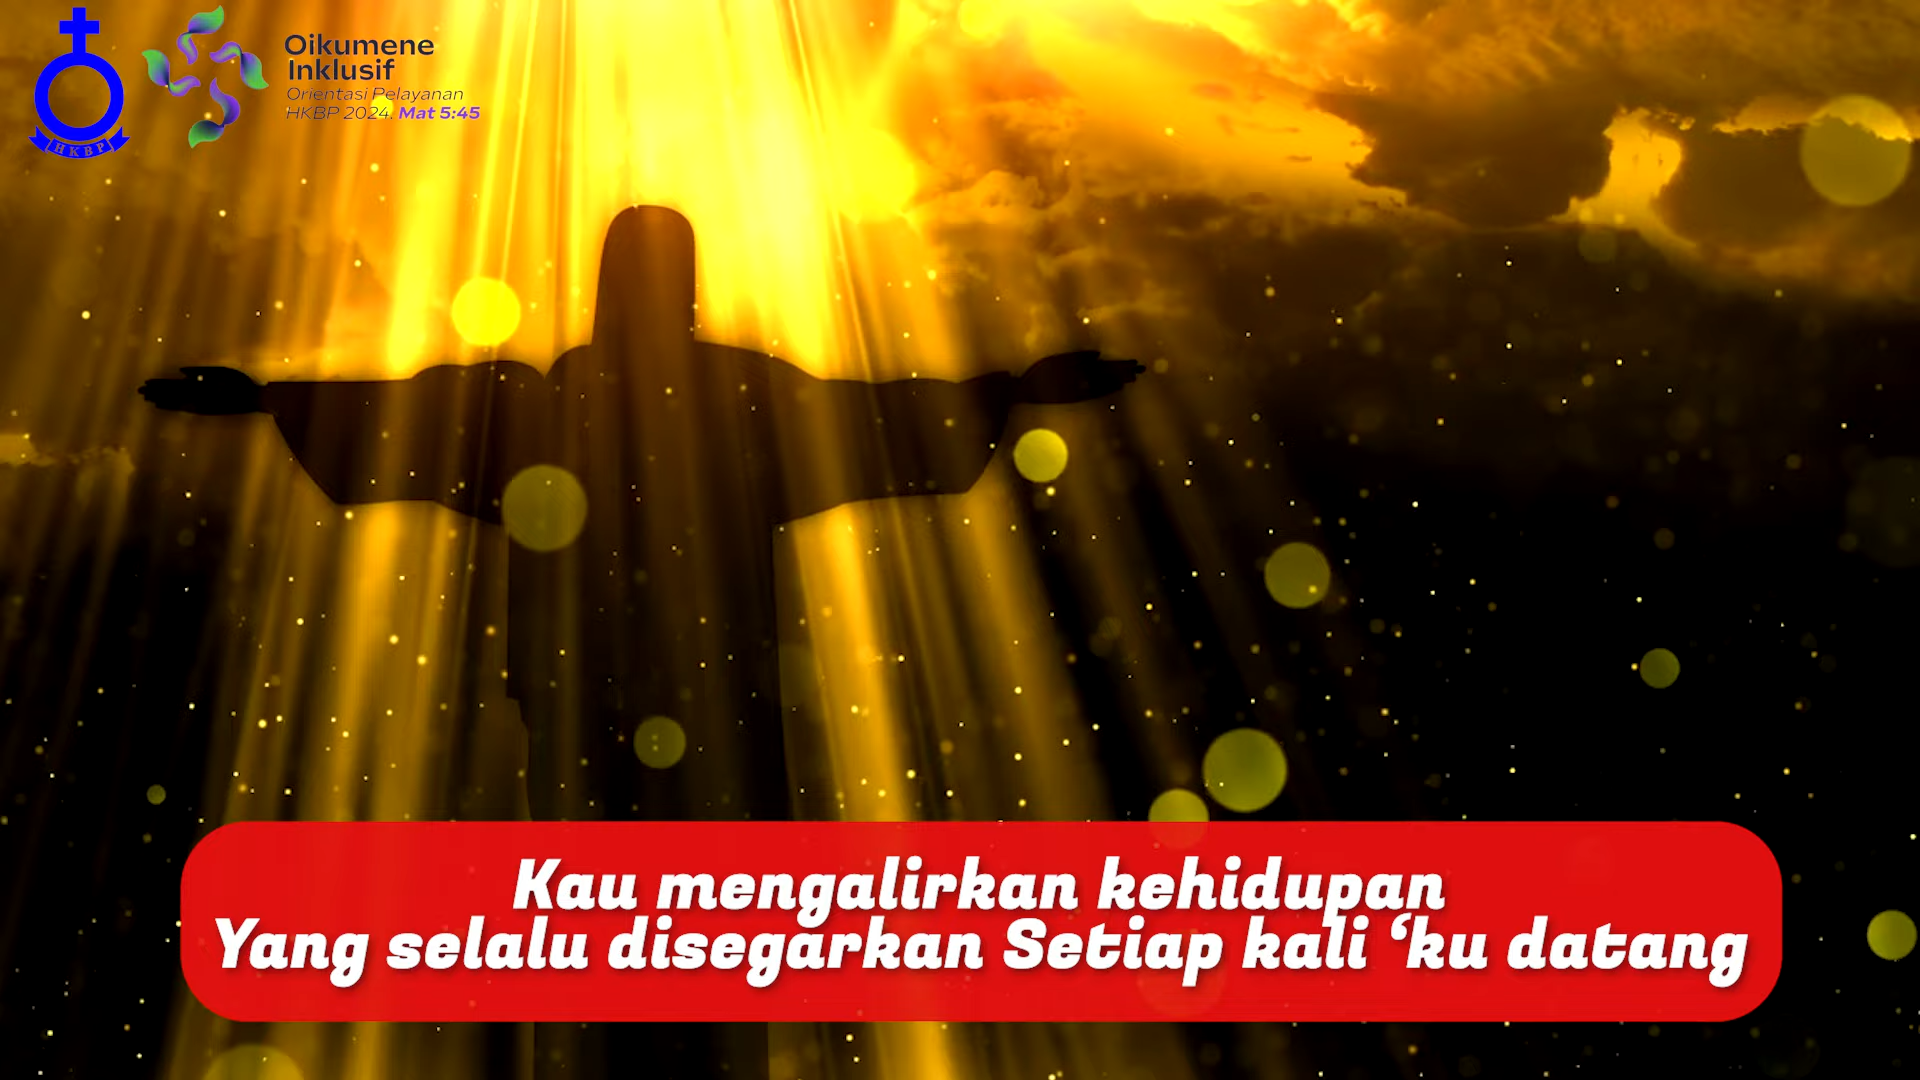 HKBP
Oikumene
Inklusif
Orientasi Pelayanan
HKBP 2024. Mat 5:45
Kau mengalirkan kehidupan
Yang selalu disegarkan Setiap kali ‘ku datang